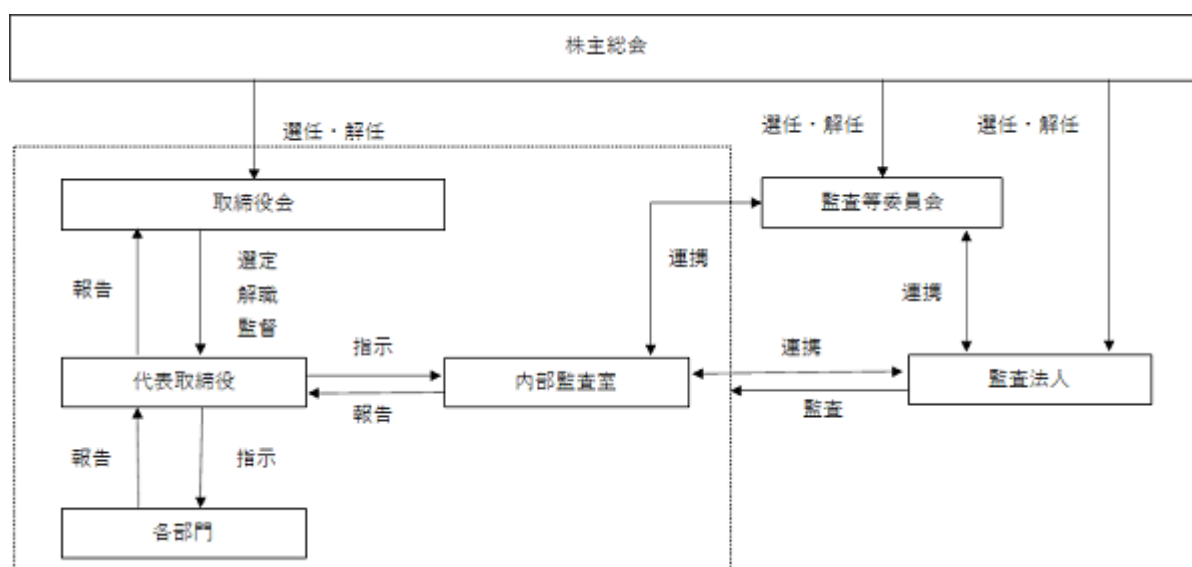 株主総会
選任・解任
選任・解任
選任・解任
取締役会
監査等委員会
報告
選定
解職
監督
連携
連携
代表取締役
指示
報告
内部監査室
連携
監査
監査法人
報告
指示
各部門